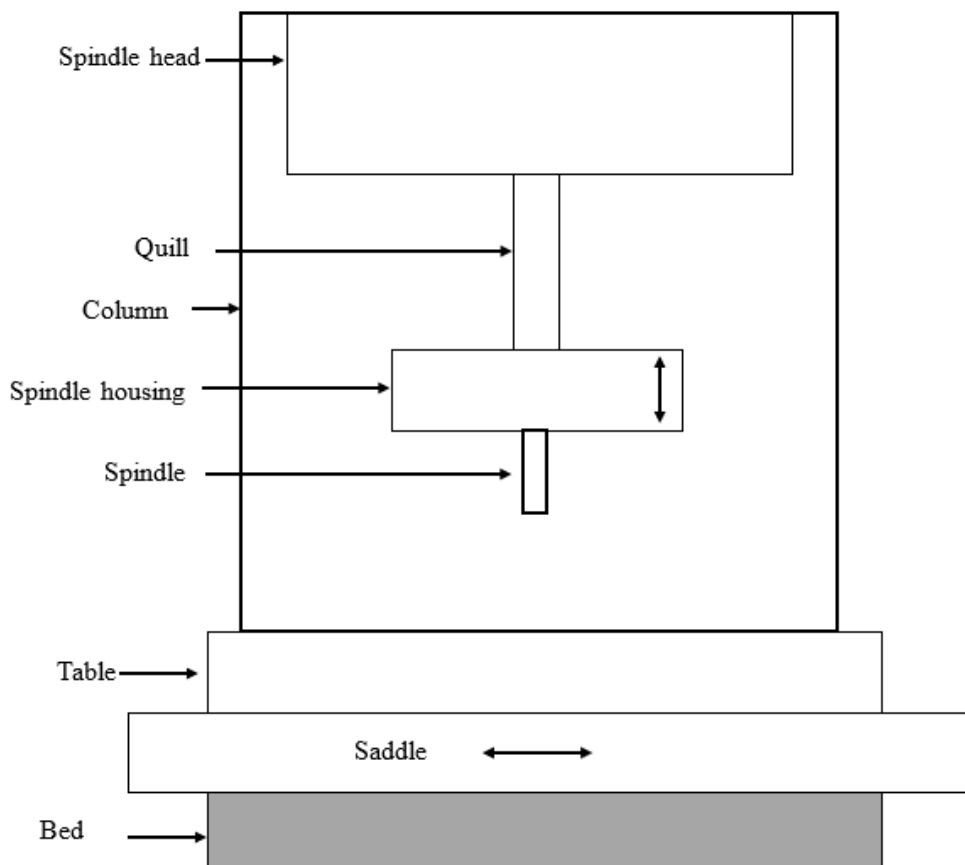 Spindle head
Quill
Column
Spindle housing
Spindle
Table
Saddle
Bed